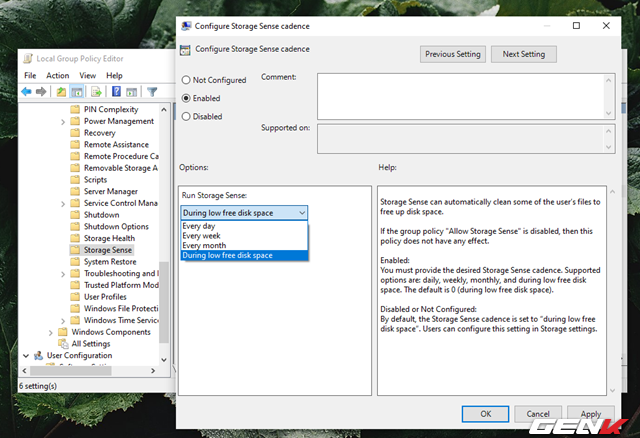 Configure Storage Sense cadence
Configure Storage Sense cadence
Previous Setting
Next Setting
Not Configured
Comment:
Enabled
Disabled
Supported on:
Options:
Help:
Run Storage Sense:
During low free disk space
Every day
Every week
Every month
During low free disk space
Storage Sense can automatically clean some of the user's files to
free up disk space.
If the group policy "Allow Storage Sense" is disabled, then this
policy does not have any effect.
Enabled:
You must provide the desired Storage Sense cadence. Supported
options are: daily, weekly, monthly, and during low free disk
space. The default is 0 (during low free disk space).
Disabled or Not Configured:
By default, the Storage Sense cadence is set to "during low free
disk space". Users can configure this setting in Storage settings.
OK
Cancel
Apply
Local Group Policy Editor
File Action View Help
PIN Complexity
Power Management
Recovery
Remote Assistance
Remote Procedure Ca
Removable Storage A
Scripts
Server Manager
Service Control Mana
Shutdown
Shutdown Options
Storage Health
Storage Sense
System Restore
Troubleshooting and
Trusted Platform Mod
User Profiles
Windows File Protecti
Windows Time Servic
Windows Components
All Settings
User Configuration
6 setting(s)
GENK